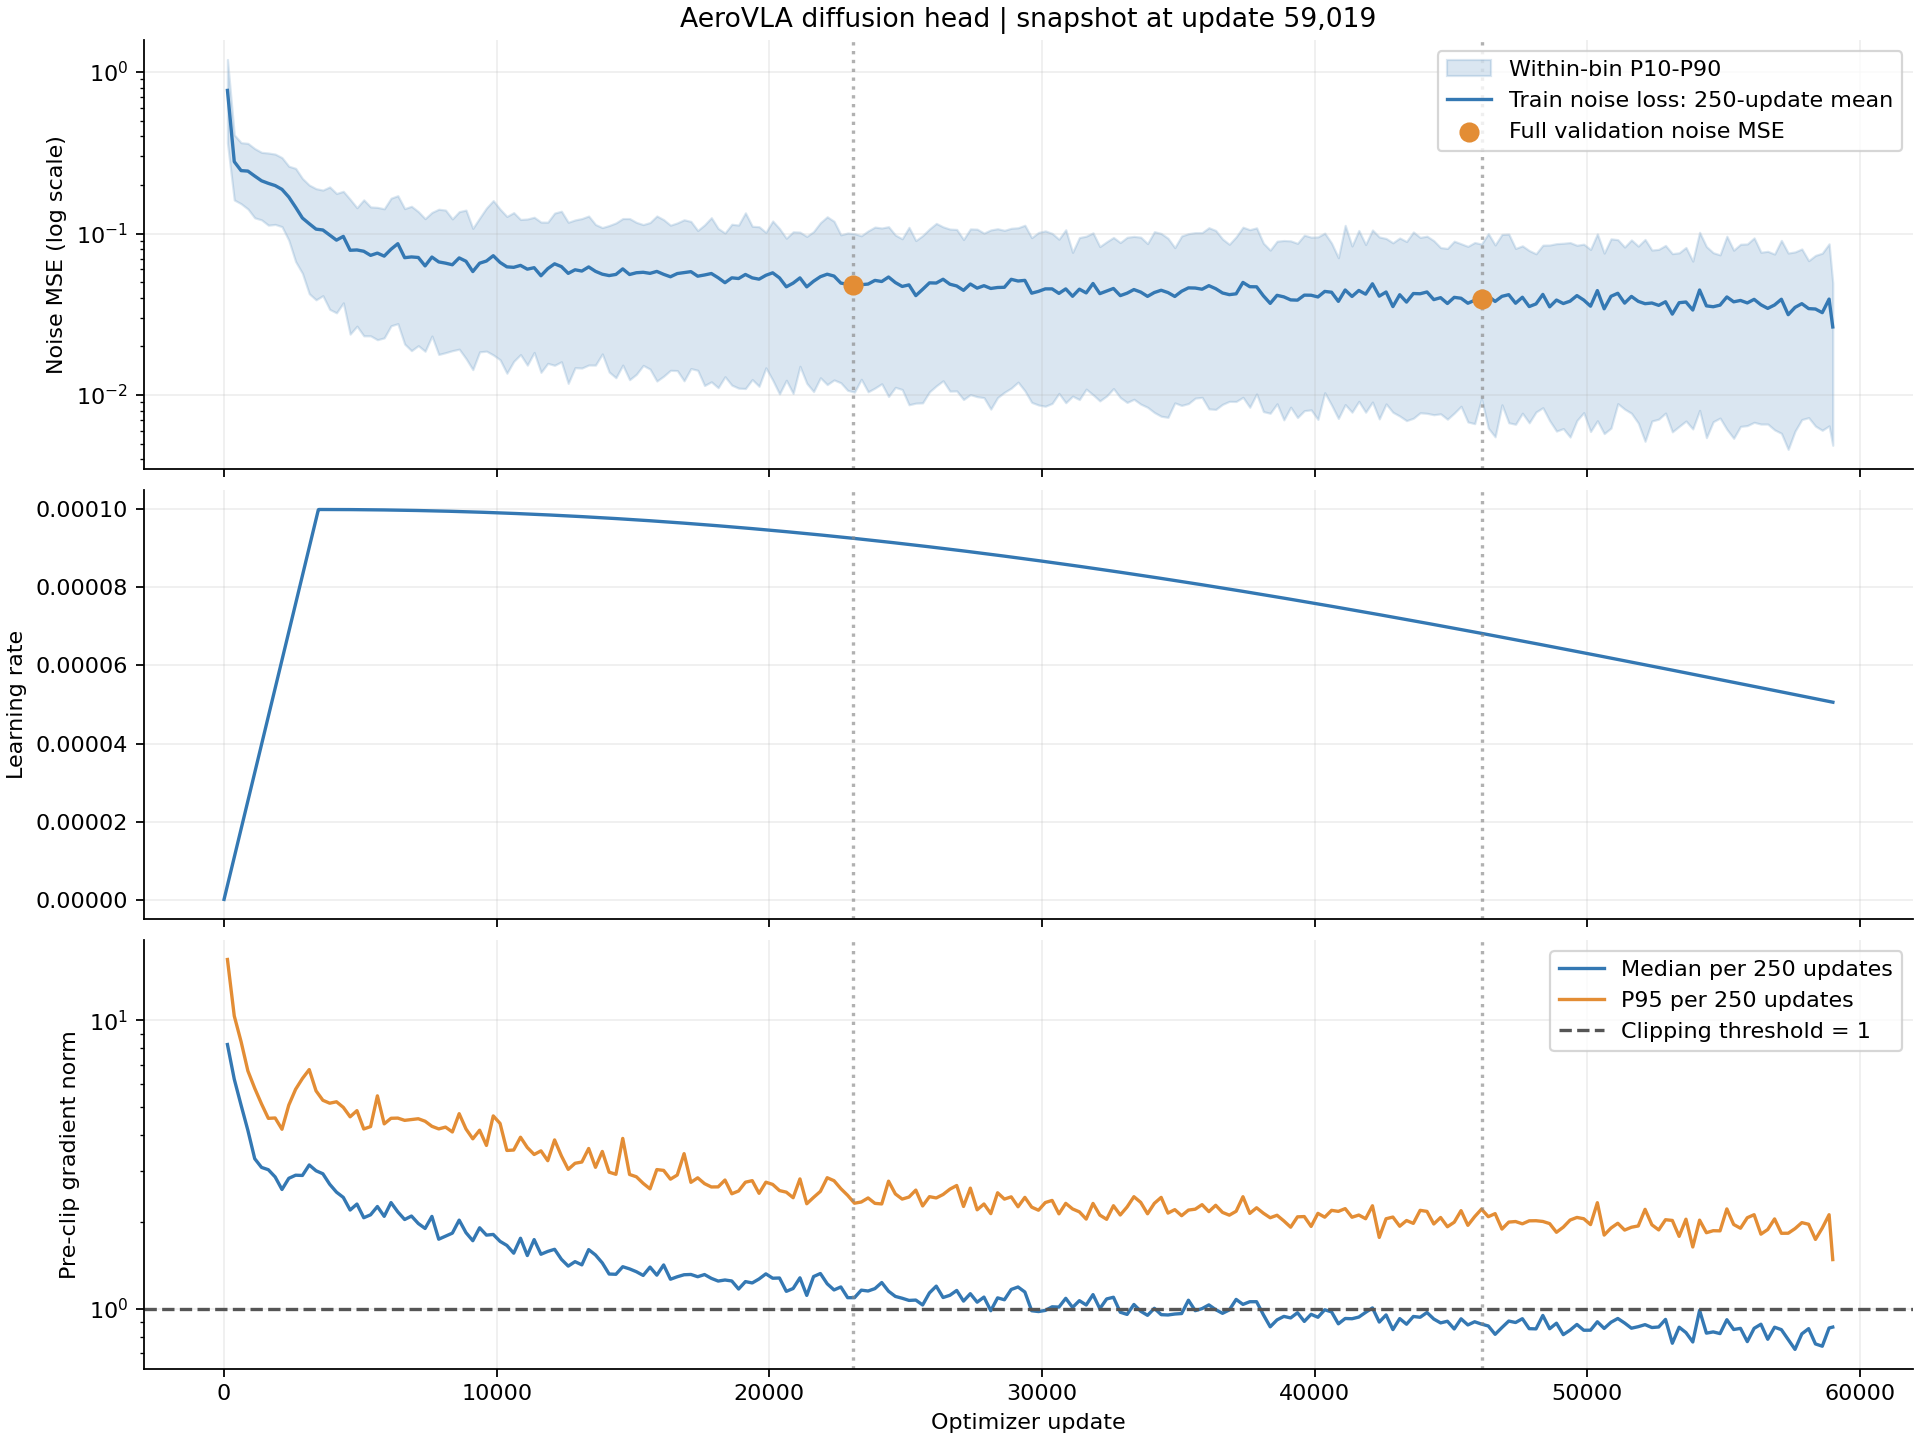 AeroVLA diffusion head | snapshot at update 59,019
Noise MSE (log scale)
10⁰
10⁻¹
10⁻²
Within-bin P10-P90
Train noise loss: 250-update mean
Full validation noise MSE
Learning rate
0.00010
0.00008
0.00006
0.00004
0.00002
0.00000
Pre-clip gradient norm
10¹
10⁰
Median per 250 updates
P95 per 250 updates
Clipping threshold = 1
0 10000 20000 30000 40000 50000 60000
Optimizer update